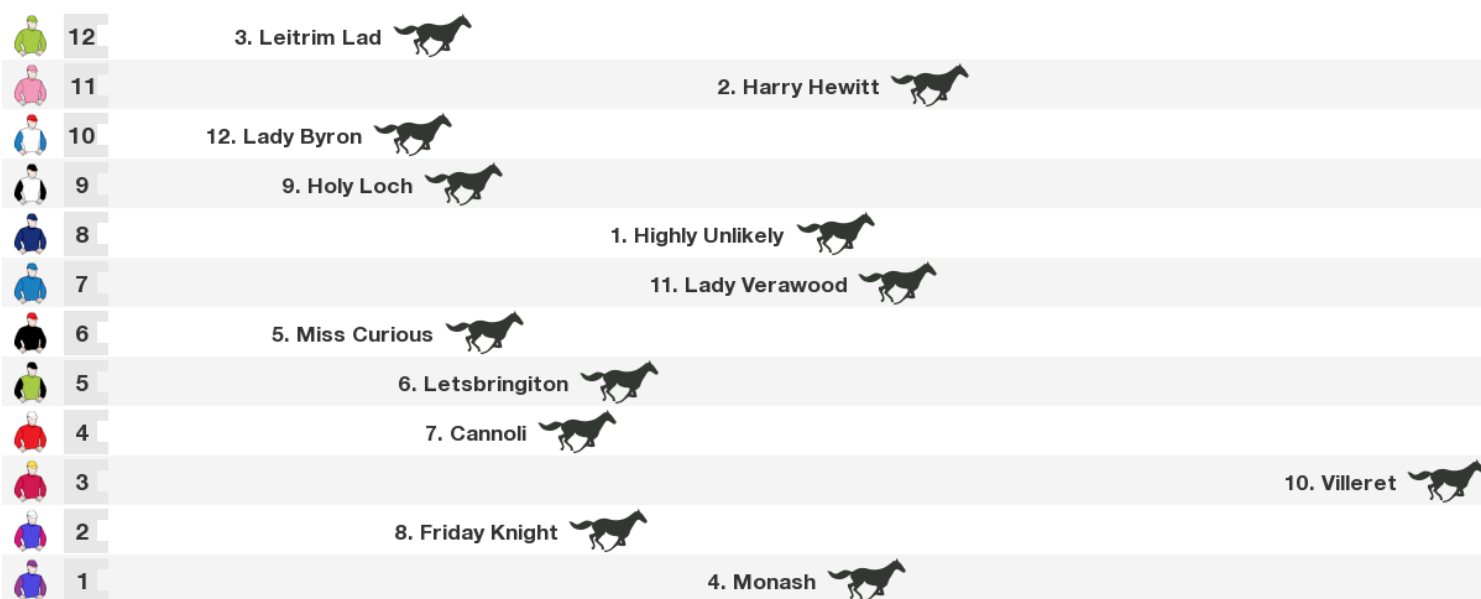 12 3. Leitrim Lad
11 2. Harry Hewitt
10 12. Lady Byron
9 9. Holy Loch
8 1. Highly Unlikely
7 11. Lady Verawood
6 5. Miss Curious
5 6. Letsbringiton
4 7. Cannoli
3 10. Villeret
2 8. Friday Knight
1 4. Monash